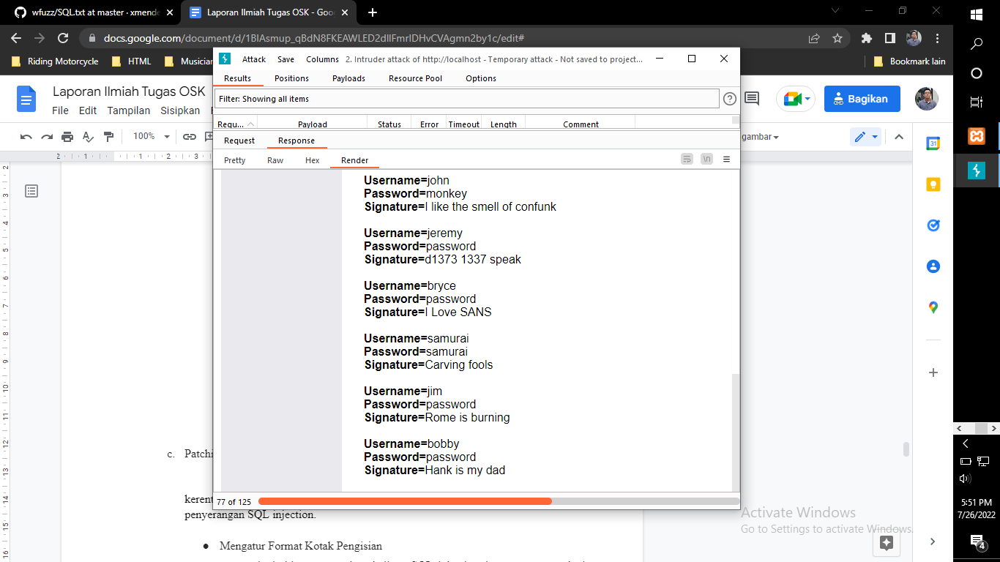 wfuzz/SQL.txt at master · xmende
Laporan Ilmiah Tugas OSK - Goog
docs.google.com/document/d/1BIAsmup_qBdN8FKEAWLED2dIIFmrIDHvCVAgmn2by1c/edit#
Riding Motorcycle
HTML
Musician
Bookmark lain
Laporan Ilmiah Tugas OSK
File Edit Tampilan Sisipkan
Bagikan
100%
gambar
Attack Save Columns 2. Intruder attack of http://localhost - Temporary attack - Not saved to project...
Results Positions Payloads Resource Pool Options
Filter: Showing all items
Requ... Payload Status Error Timeout Length Comment
Request Response
Pretty Raw Hex Render
\n
Username=john
Password=monkey
Signature=I like the smell of confunk
Username=jeremy
Password=password
Signature=d1373 1337 speak
Username=bryce
Password=password
Signature=I Love SANS
Username=samurai
Password=samurai
Signature=Carving fools
Username=jim
Password=password
Signature=Rome is burning
Username=bobby
Password=password
Signature=Hank is my dad
77 of 125
c. Patchi
kerent
penyerangan SQL injection.
● Mengatur Format Kotak Pengisian
Activate Windows
Go to Settings to activate Windows.
31
5:51 PM
7/26/2022
4